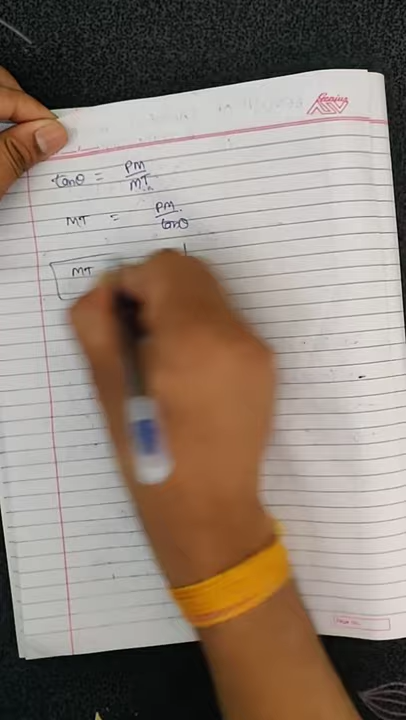 tanθ = PM/MT
MT = PM/tanθ
MT